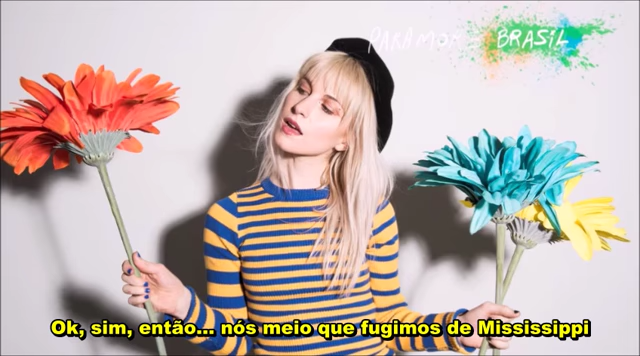 PARAMORE BRASIL
Ok, sim, então... nós meio que fugimos de Mississippi